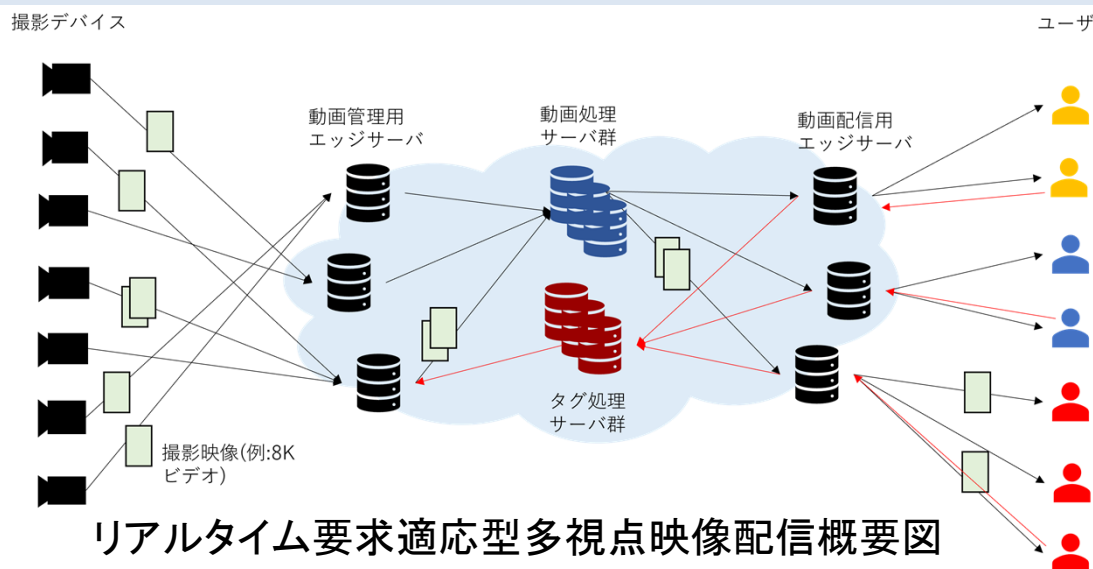 撮影デバイス
ユーザ
動画管理用
エッジサーバ
動画処理
サーバ群
動画配信用
エッジサーバ
タグ処理
サーバ群
撮影映像(例:8K
ビデオ)
リアルタイム要求適応型多視点映像配信概要図